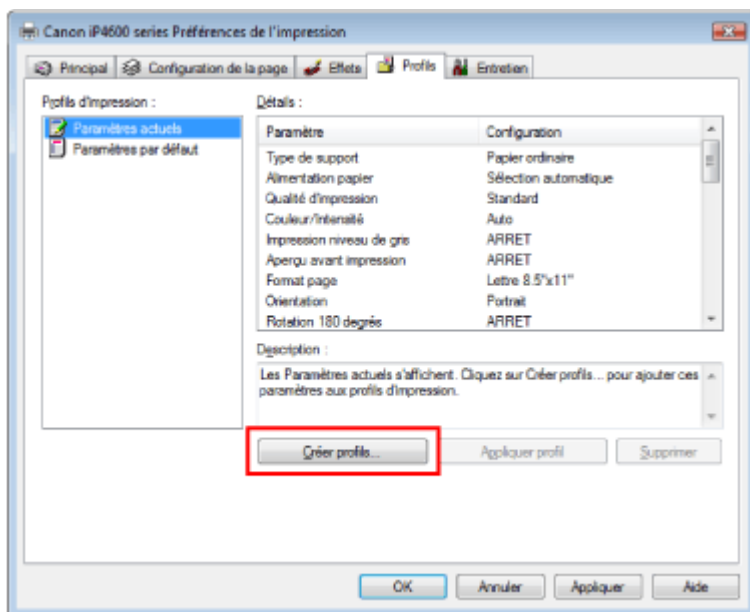 Canon iP4600 series Préférences de l'impression
Principal Configuration de la page Effets Profils Entretien
Profils d'impression :
Paramètres actuels
Paramètres par défaut
Détails :
Paramètre Configuration
Type de support Papier ordinaire
Alimentation papier Sélection automatique
Qualité d'impression Standard
Couleur/Intensité Auto
Impression niveau de gris ARRET
Aperçu avant impression ARRET
Format page Lettre 8.5"x11"
Orientation Portrait
Rotation 180 degrés ARRET
Description :
Les Paramètres actuels s'affichent. Cliquez sur Créer profils... pour ajouter ces
paramètres aux profils d'impression.
Créer profils... Appliquer profil Supprimer
OK Annuler Appliquer Aide